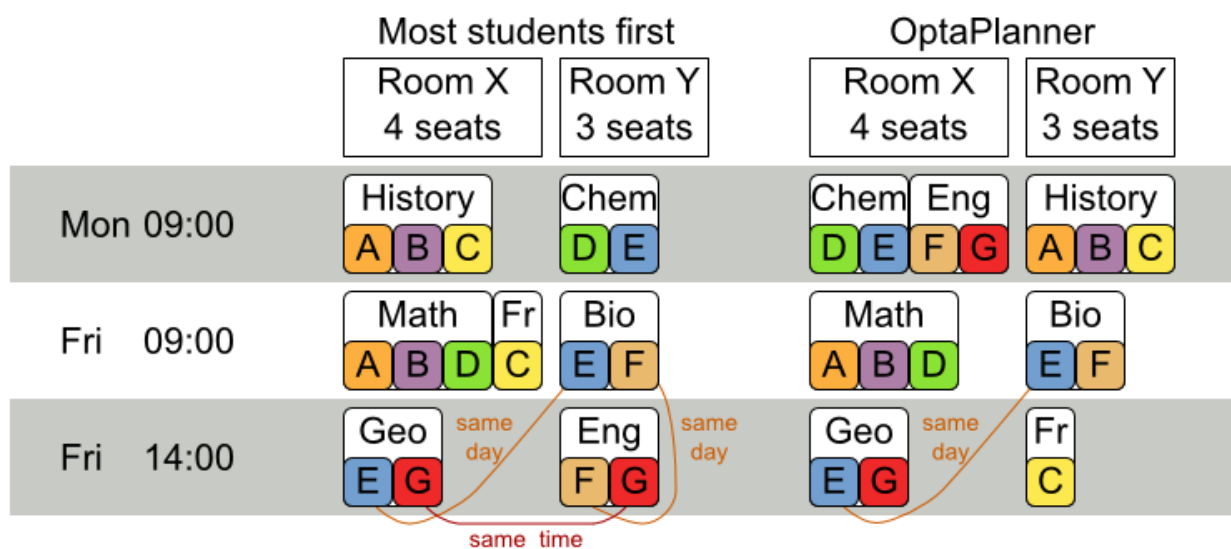 Most students first OptaPlanner
Room X Room Y Room X Room Y
4 seats 3 seats 4 seats 3 seats
Mon 09:00 History Chem Chem Eng History
A B C D E D E F G A B C
Fri 09:00 Math Fr Bio Math Bio
A B D C E F A B D E F
Fri 14:00 Geo same day Eng same day Geo same day Fr
E G F G E G C
same time